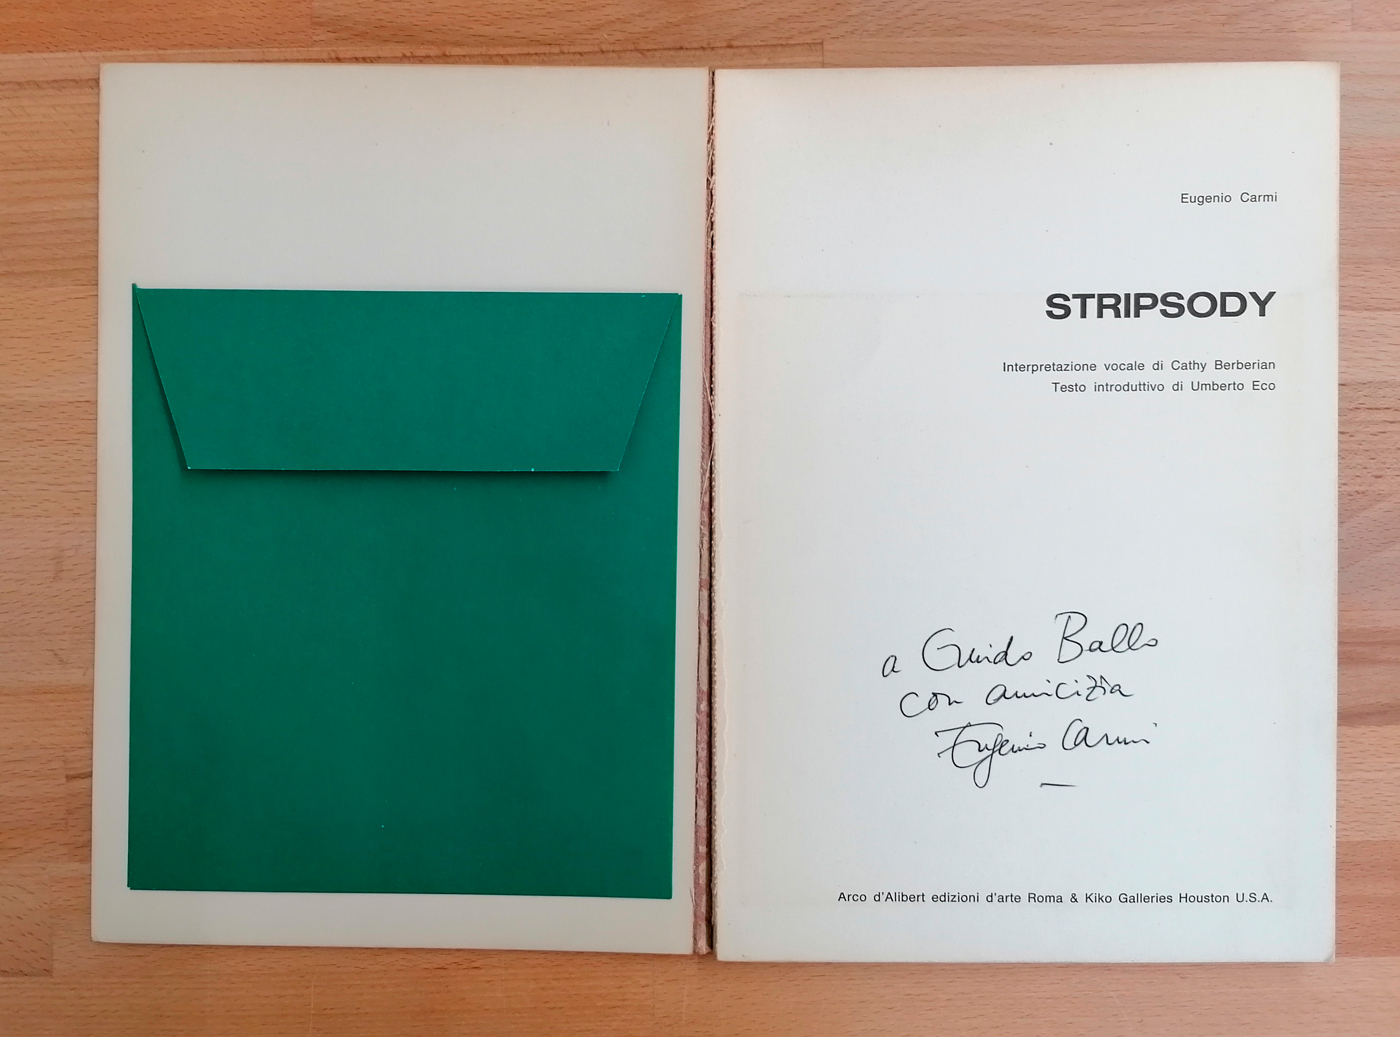 Eugenio Carmi
STRIPSODY
Interpretazione vocale di Cathy Berberian
Testo introduttivo di Umberto Eco
a Guido Ballo
con amicizia
Eugenio Carmi
Arco d'Alibert edizioni d'arte Roma & Kiko Galleries Houston U.S.A.